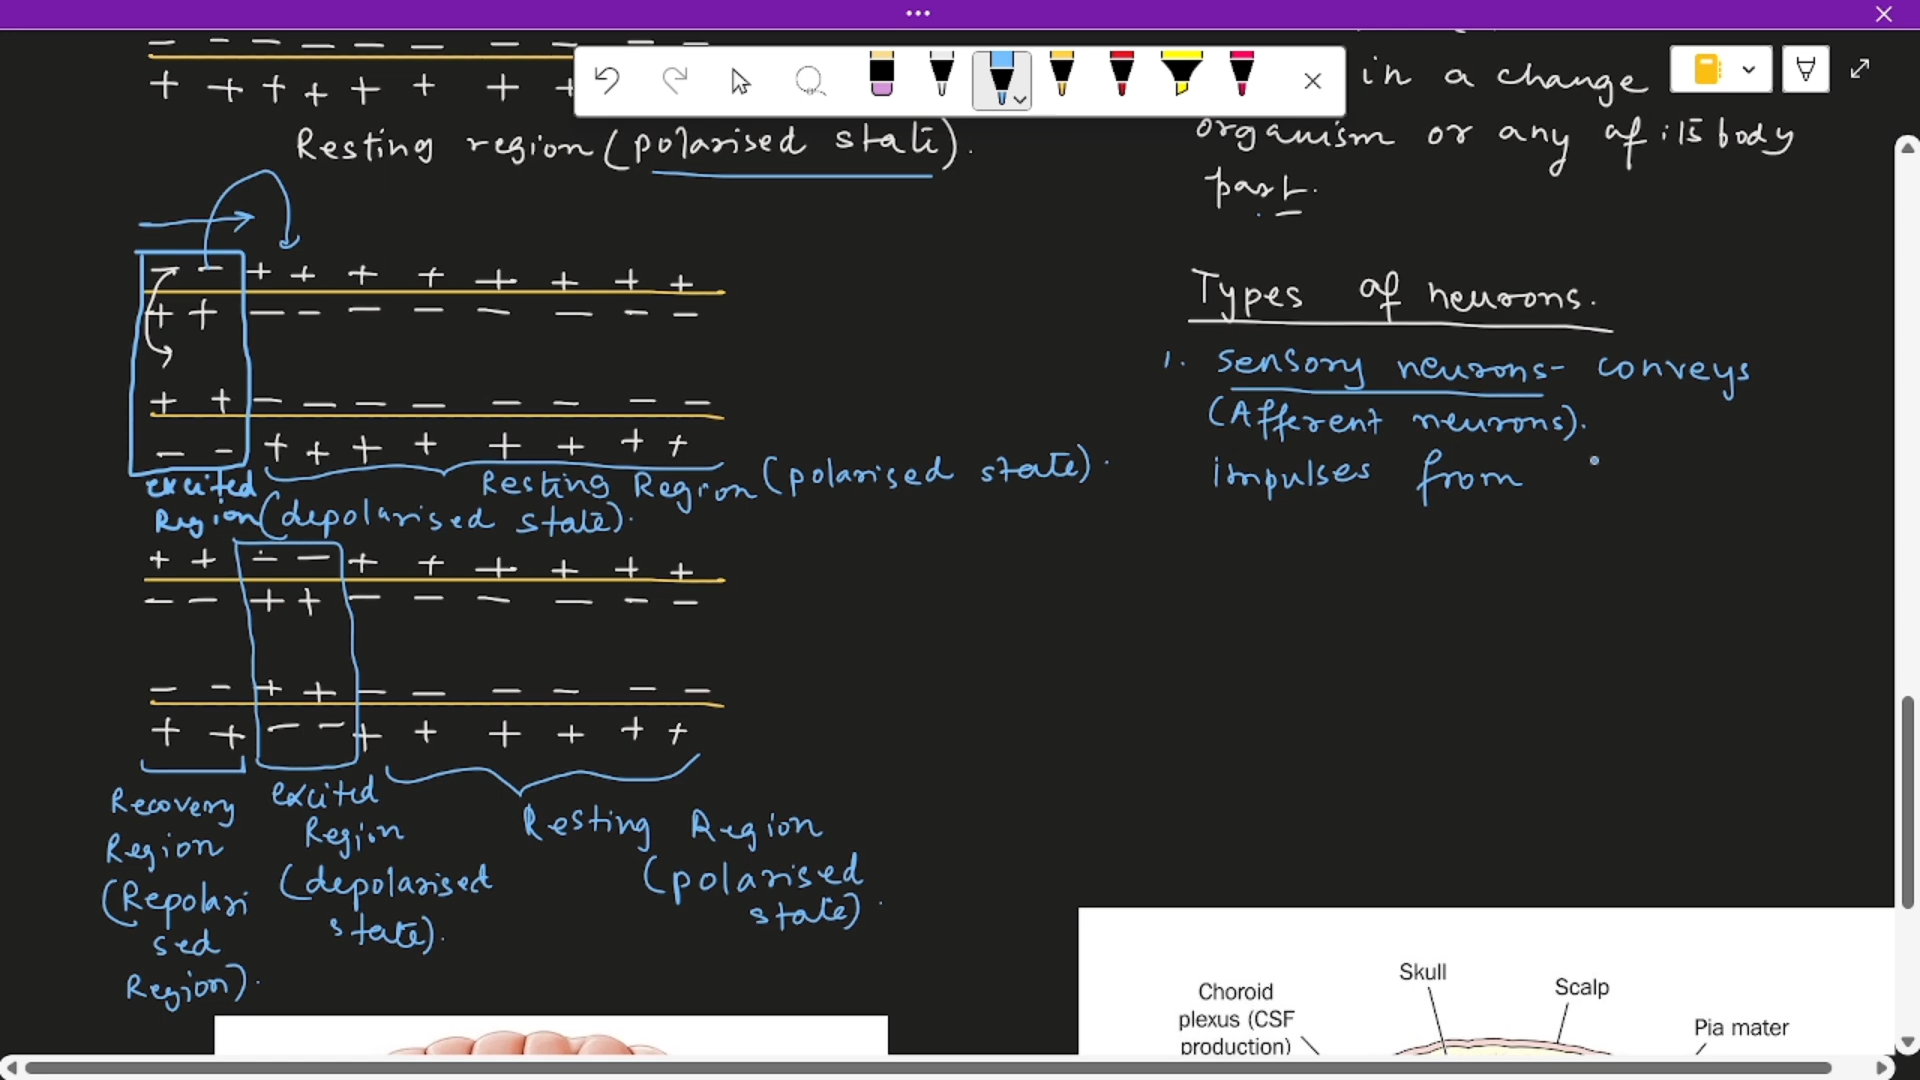 Resting region (polarised state).
excited
Region (depolarised state).
Resting Region (polarised state).
Recovery
Region
(Repolari
sed
Region).
excited
Region
(depolarised
state).
Resting Region
(polarised
state).
in a change
organism or any of its body
part.
Types of neurons.
1. Sensory neurons- conveys
(Afferent neurons).
impulses from
Choroid
plexus (CSF
production)
Skull
Scalp
Pia mater